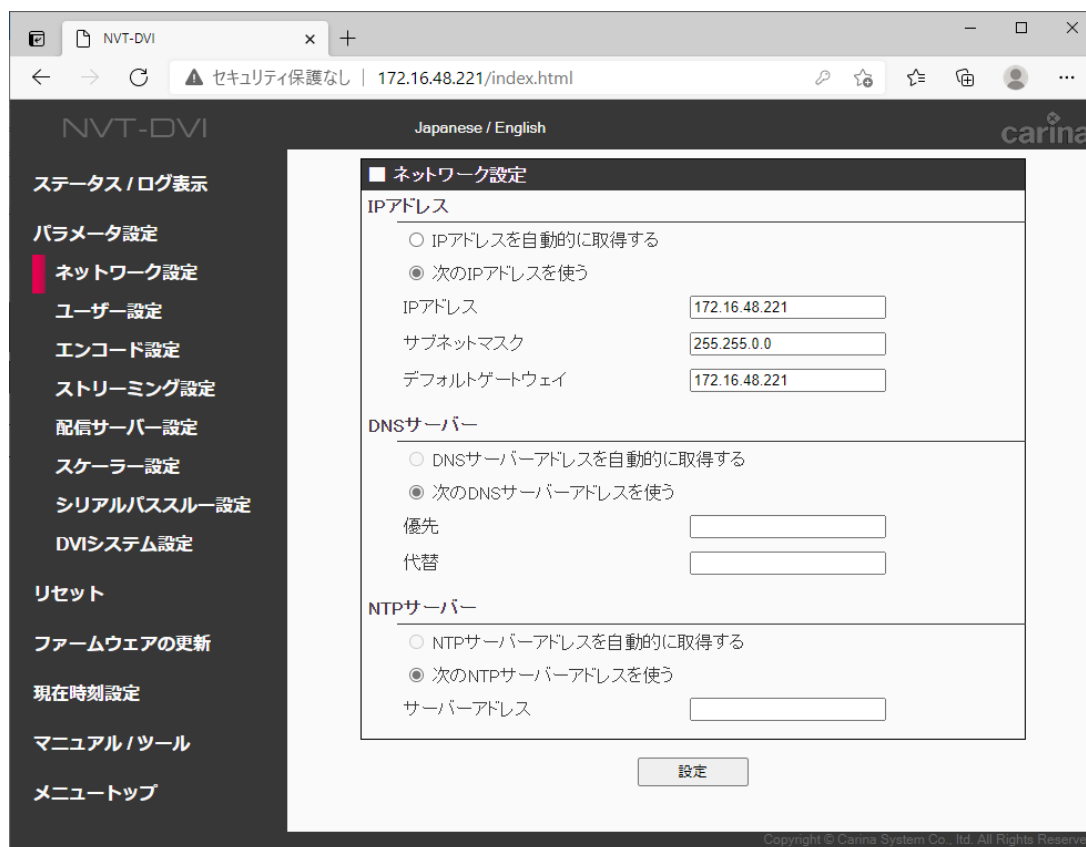 NVT-DVI
セキュリティ保護なし | 172.16.48.221/index.html
NVT-DVI
Japanese / English
carina
ステータス / ログ表示
パラメータ設定
ネットワーク設定
ユーザー設定
エンコード設定
ストリーミング設定
配信サーバー設定
スケーラー設定
シリアルパススルー設定
DVIシステム設定
リセット
ファームウェアの更新
現在時刻設定
マニュアル / ツール
メニュートップ
■ ネットワーク設定
IPアドレス
IPアドレスを自動的に取得する
次のIPアドレスを使う
IPアドレス 172.16.48.221
サブネットマスク 255.255.0.0
デフォルトゲートウェイ 172.16.48.221
DNSサーバー
DNSサーバーアドレスを自動的に取得する
次のDNSサーバーアドレスを使う
優先
代替
NTPサーバー
NTPサーバーアドレスを自動的に取得する
次のNTPサーバーアドレスを使う
サーバーアドレス
設定
Copyright © Carina System Co., ltd. All Rights Reserve